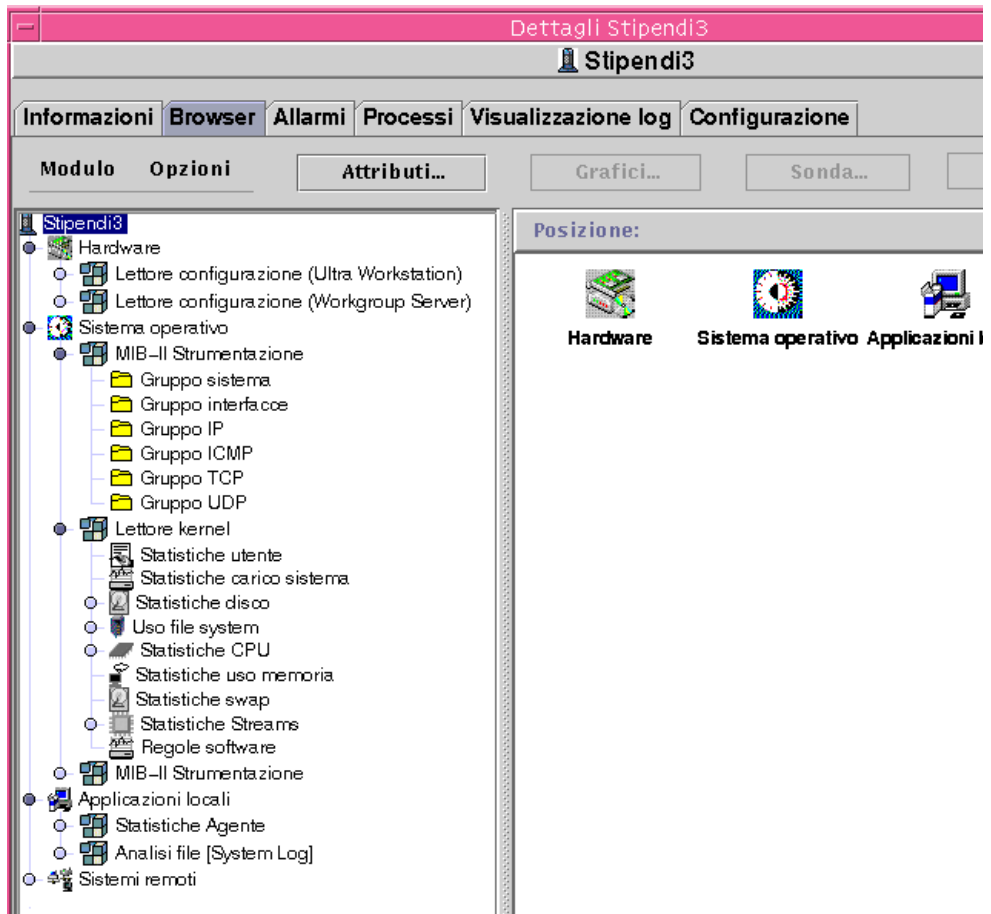 Dettagli Stipendi3
Stipendi3
Informazioni Browser Allarmi Processi Visualizzazione log Configurazione
Modulo Opzioni Attributi... Grafici... Sonda...
Stipendi3
Posizione:
Hardware
Lettore configurazione (Ultra Workstation)
Lettore configurazione (Workgroup Server)
Sistema operativo
MIB-II Strumentazione
Gruppo sistema
Gruppo interfacce
Gruppo IP
Gruppo ICMP
Gruppo TCP
Gruppo UDP
Lettore kernel
Statistiche utente
Statistiche carico sistema
Statistiche disco
Uso file system
Statistiche CPU
Statistiche uso memoria
Statistiche swap
Statistiche Streams
Regole software
MIB-II Strumentazione
Applicazioni locali
Statistiche Agente
Analisi file [System Log]
Sistemi remoti
Hardware Sistema operativo Applicazioni